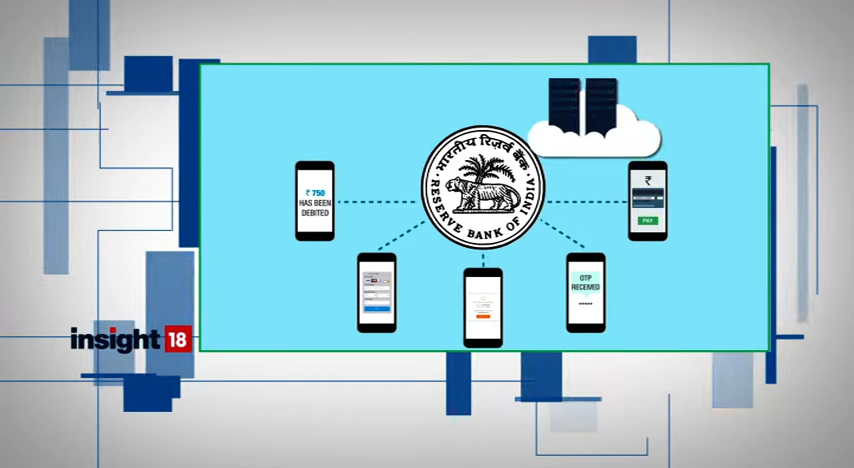 भारतीय रिज़र्व बैंक
RESERVE BANK OF INDIA
₹ 750
HAS BEEN
DEBITED
₹
PAY
OTP
RECEIVED
*****
insight 18